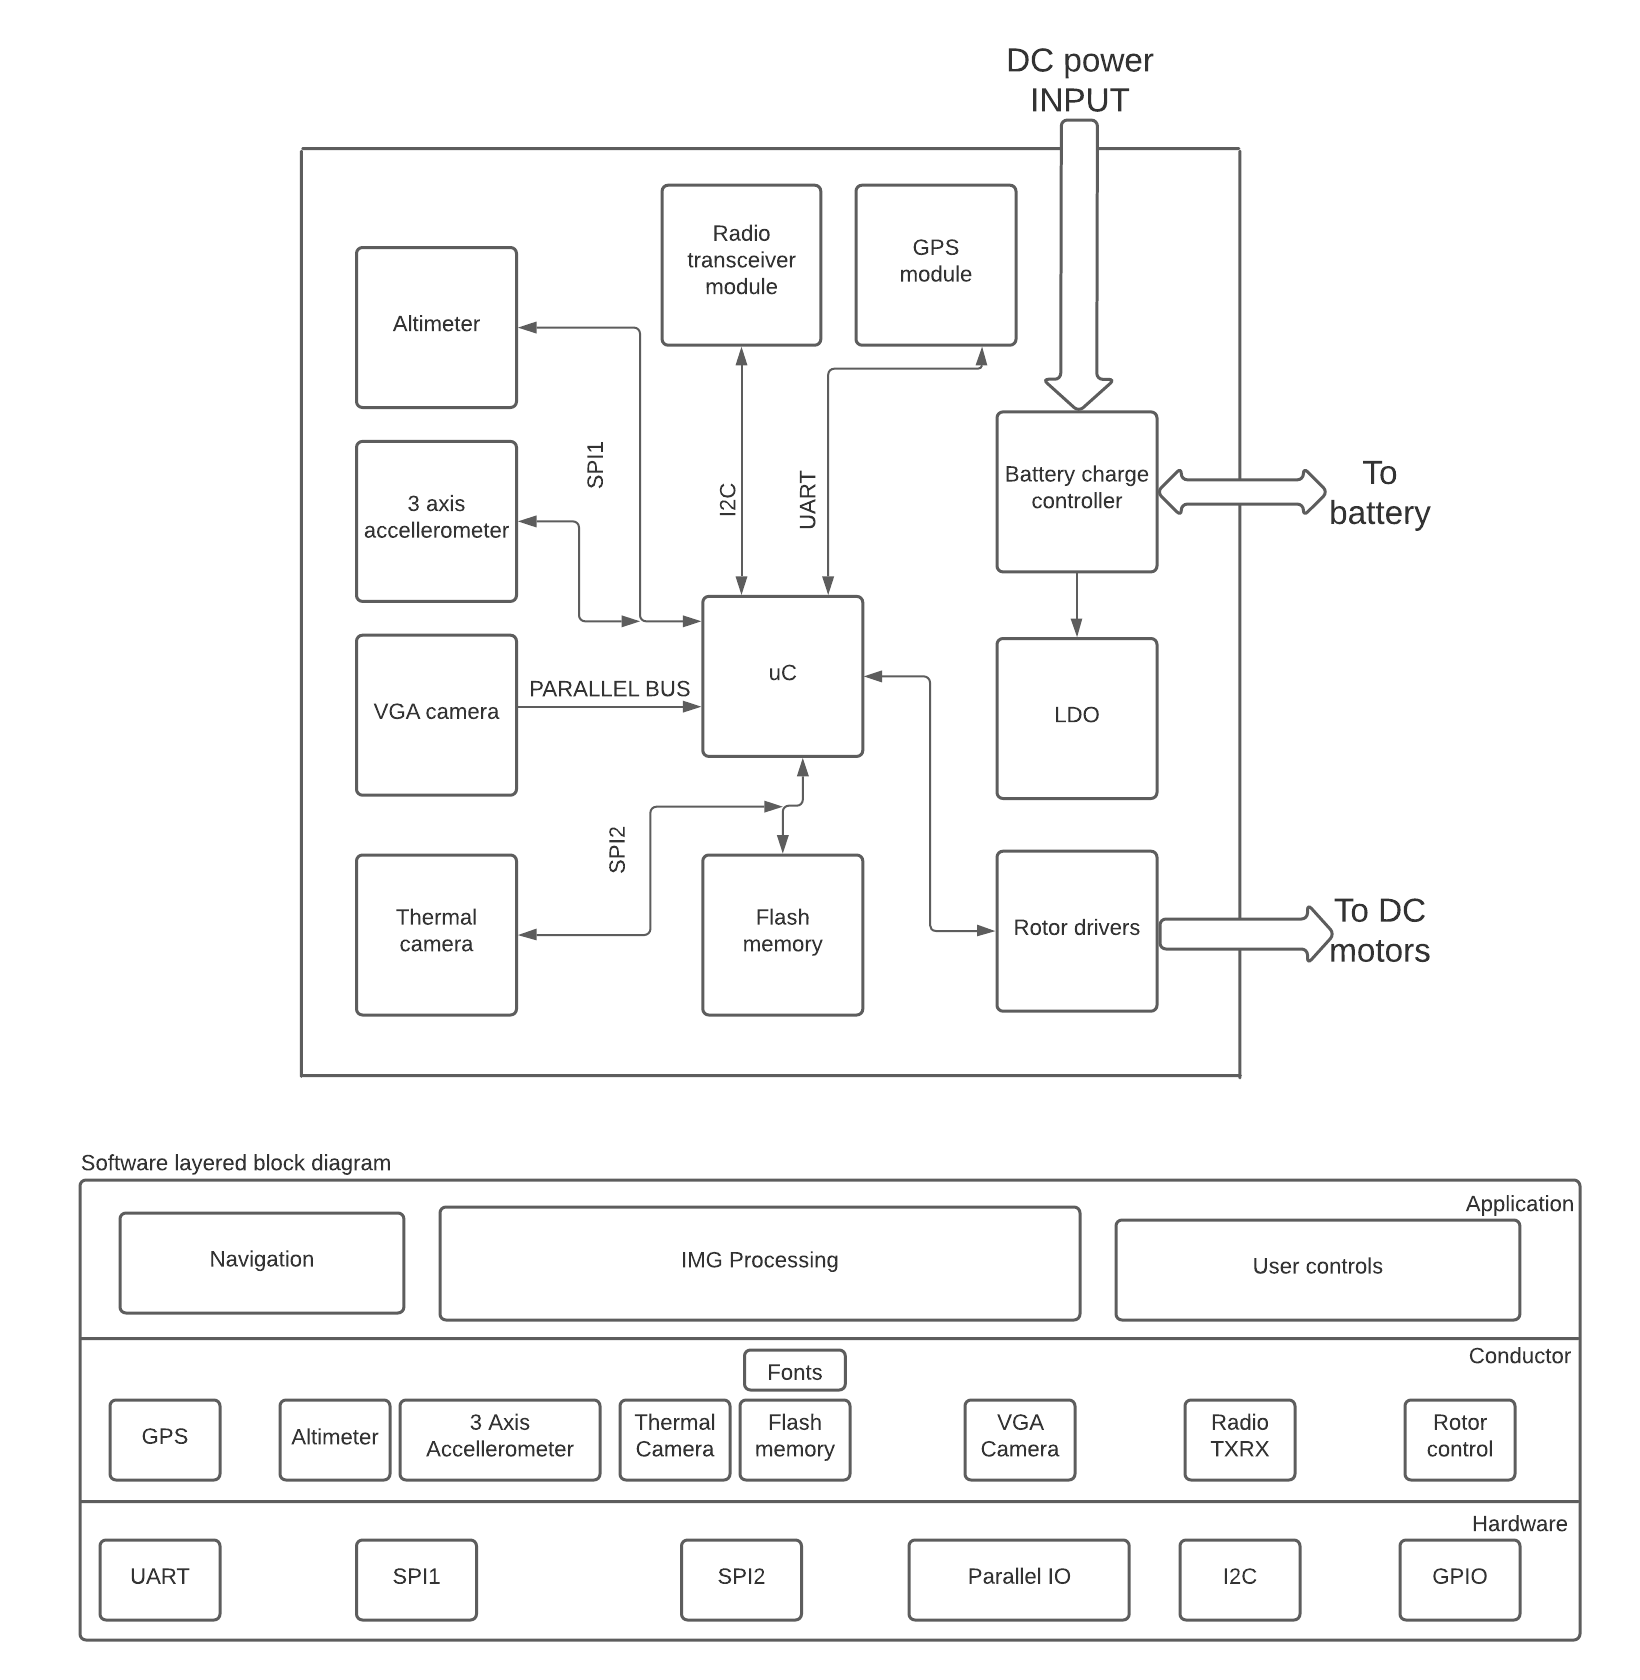 DC power
INPUT
Radio
transceiver
module
GPS
module
Altimeter
SPI1
I2C
UART
3 axis
accellerometer
Battery charge
controller
To
battery
uC
PARALLEL BUS
VGA camera
LDO
SPI2
Thermal
camera
Flash
memory
Rotor drivers
To DC
motors
Software layered block diagram
Application
Navigation
IMG Processing
User controls
Conductor
Fonts
GPS
Altimeter
3 Axis
Accellerometer
Thermal
Camera
Flash
memory
VGA
Camera
Radio
TXRX
Rotor
control
Hardware
UART
SPI1
SPI2
Parallel IO
I2C
GPIO